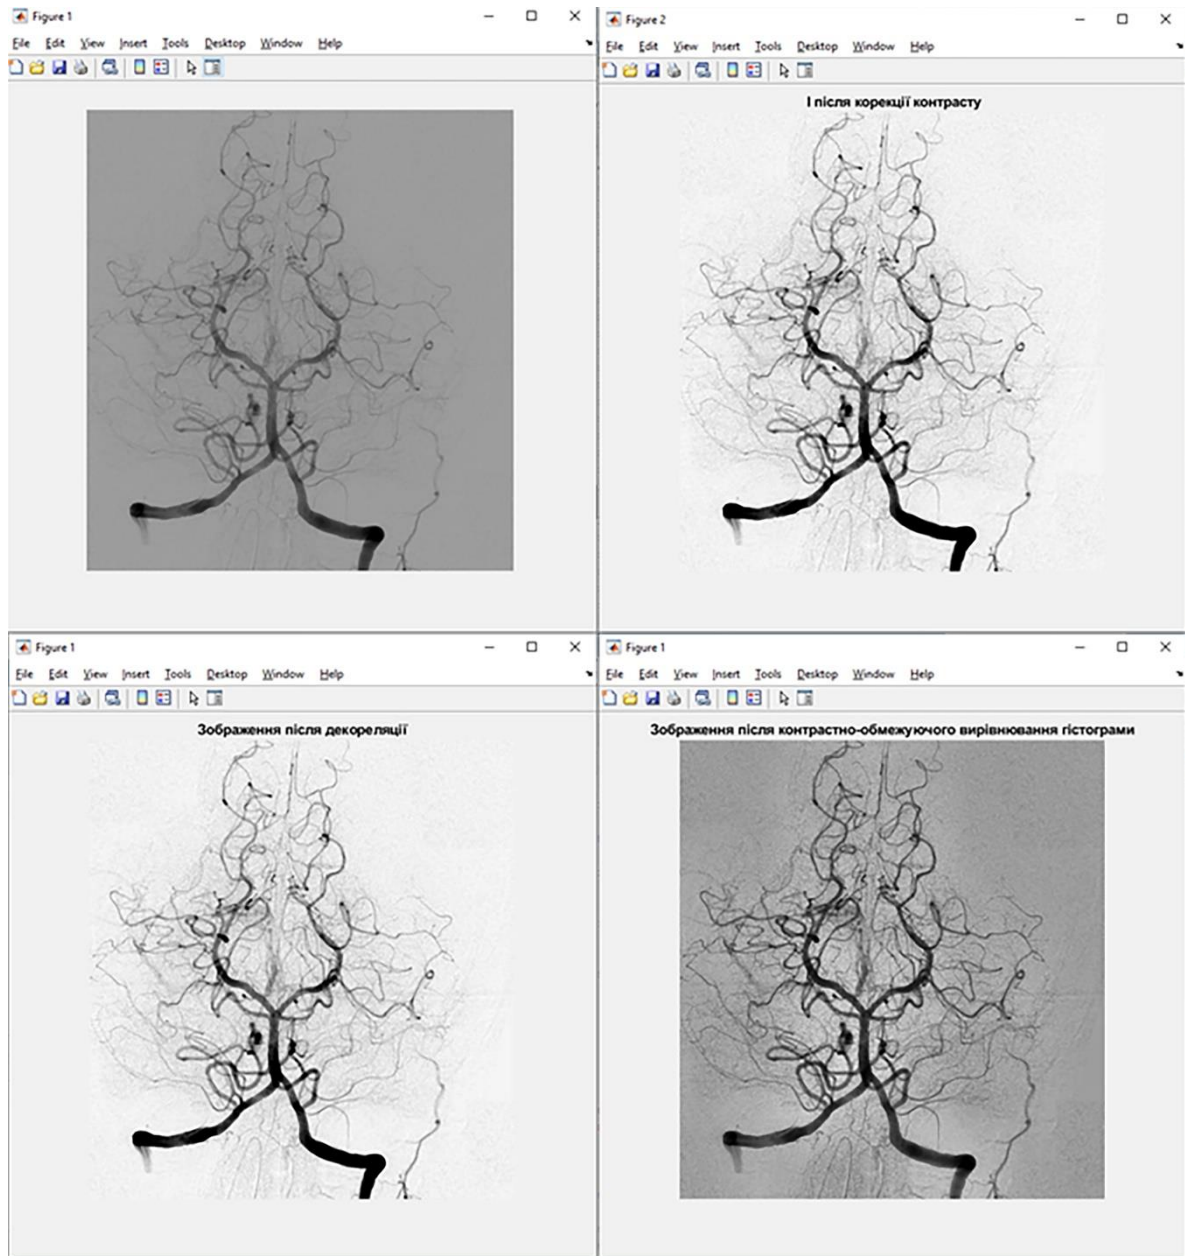 Figure 1
File Edit View Insert Tools Desktop Window Help
Figure 2
File Edit View Insert Tools Desktop Window Help
І після корекції контрасту
Figure 1
File Edit View Insert Tools Desktop Window Help
Зображення після декореляції
Figure 1
File Edit View Insert Tools Desktop Window Help
Зображення після контрастно-обмежуючого вирівнювання гістограми